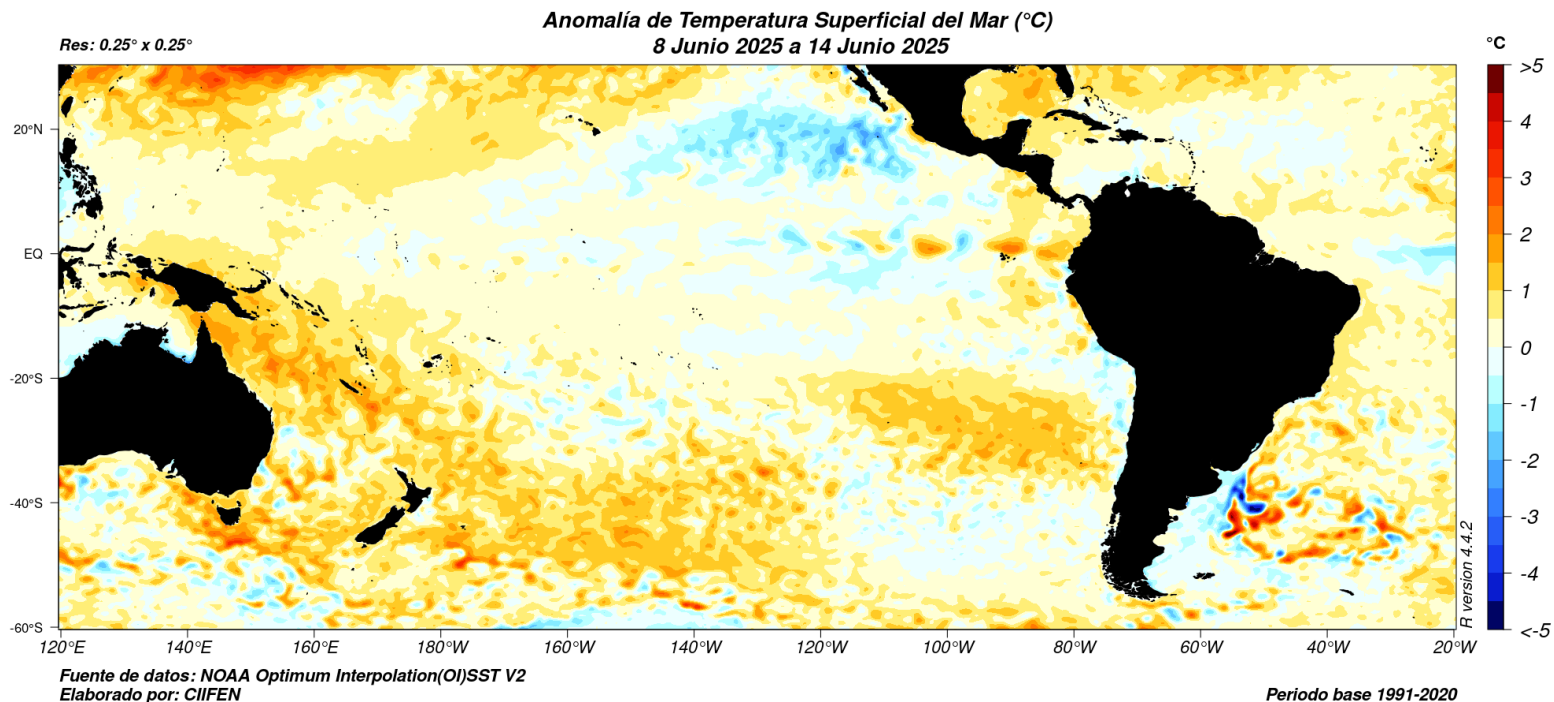 Anomalía de Temperatura Superficial del Mar (°C)
8 Junio 2025 a 14 Junio 2025
Res: 0.25° x 0.25°
°C
>5
4
3
2
1
0
-1
-2
-3
-4
<-5
20°N
EQ
-20°S
-40°S
-60°S
R version 4.4.2
120°E 140°E 160°E 180°E 160°W 140°W 120°W 100°W 80°W 60°W 40°W 20°W
Fuente de datos: NOAA Optimum Interpolation(OI)SST V2
Elaborado por: CIIFEN
Periodo base 1991-2020